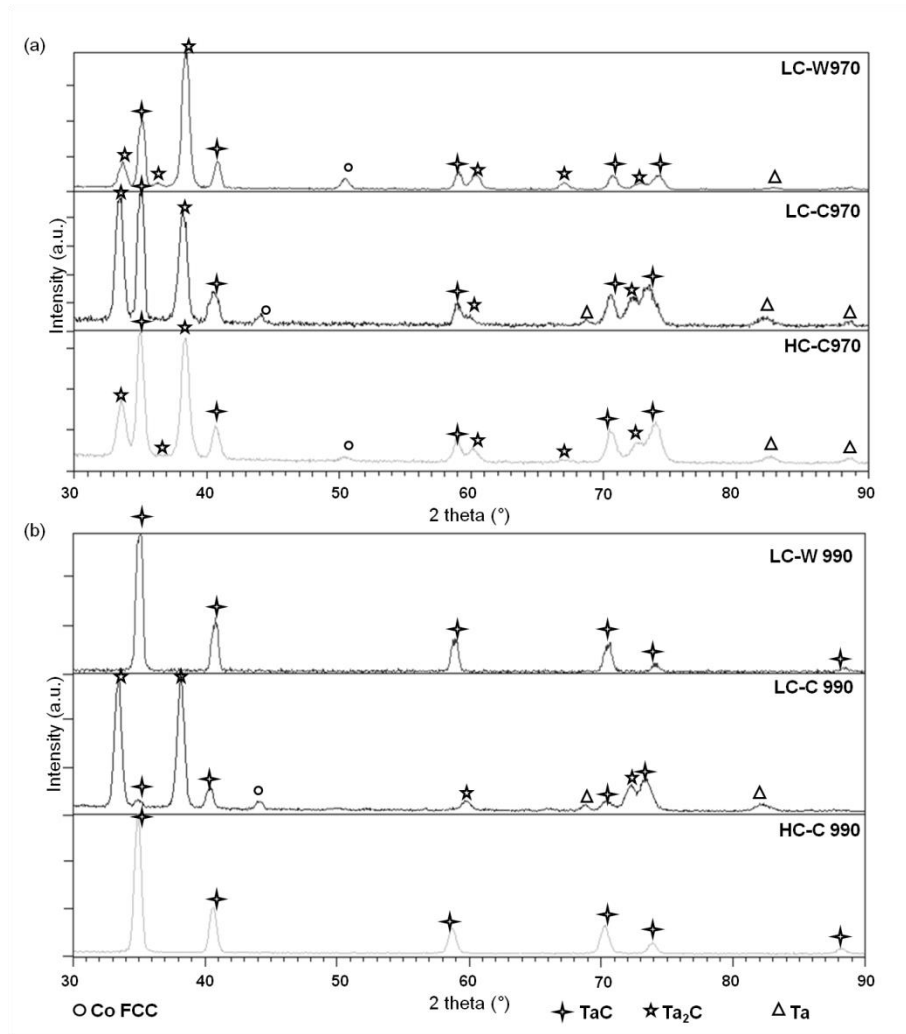 (a)
LC-W970
LC-C970
HC-C970
Intensity (a.u.)
30 40 50 60 70 80 90
2 theta (°)
(b)
LC-W 990
LC-C 990
HC-C 990
Intensity (a.u.)
30 40 50 60 70 80 90
2 theta (°)
Co FCC TaC Ta₂C Ta